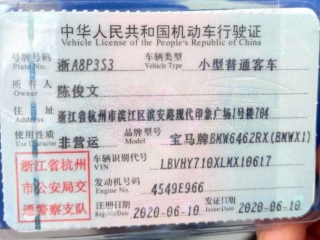 中华人民共和国机动车行驶证
Vehicle License of the People's Republic of China
号牌号码 浙A8P353 车辆类型 小型普通客车
Plate No. Vehicle Type
所有人 陈俊文
Owner
住址 浙江省杭州市滨江区滨安路现代印象广场1号楼704
Address
使用性质 非营运 品牌型号 宝马牌BMW6462RX(BMWX1)
Use Character Model
浙江省杭州市公安局交通警察支队
车辆识别代号 LBVHY710XLMX10617
VIN
发动机号码 4549E966
Engine No.
注册日期 2020-06-10 发证日期 2020-06-10
Register Date Issue Date